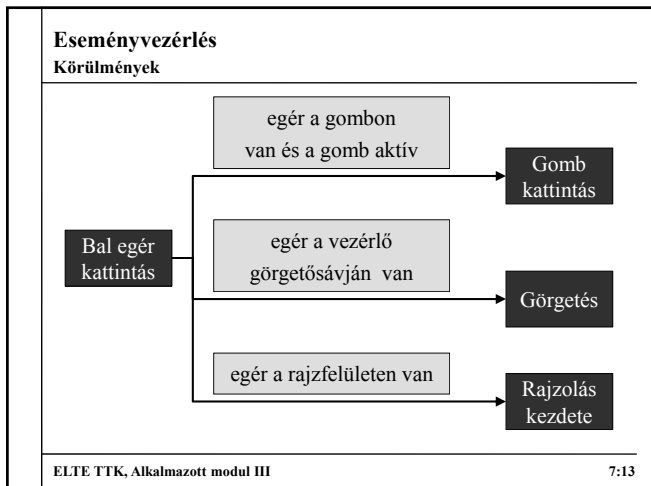 Eseményvezérlés
Körülmények
egér a gombon
van és a gomb aktív
Gomb
kattintás
Bal egér
kattintás
egér a vezérlő
görgetősávján van
Görgetés
egér a rajzfelületen van
Rajzolás
kezdete
ELTE TTK, Alkalmazott modul III
7:13